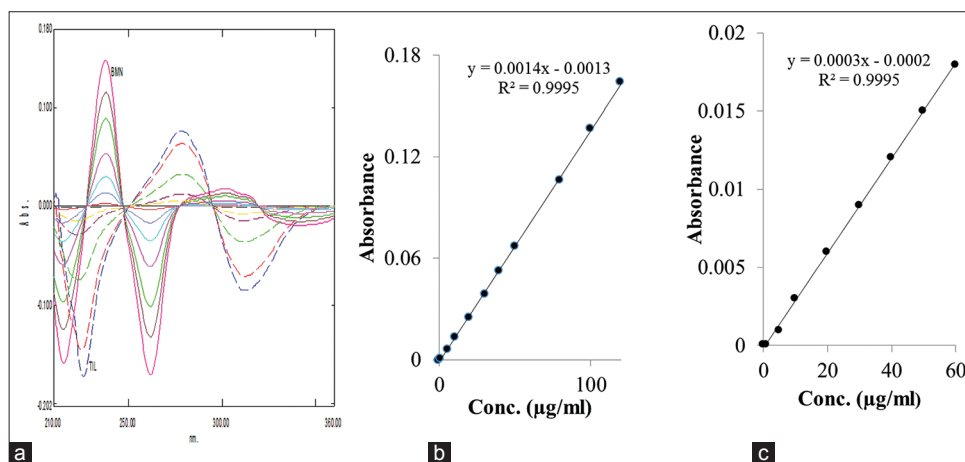 0.180
0.100
0.000
-0.100
-0.202
Abs.
BMN
TIL
210.00 250.00 300.00 360.00
nm.
a
0.18
0.12
0.06
0
y = 0.0014x - 0.0013
R² = 0.9995
Absorbance
0 100
Conc. (µg/ml)
b
0.02
0.015
0.01
0.005
0
y = 0.0003x - 0.0002
R² = 0.9995
Absorbance
0 20 40 60
Conc. (µg/ml)
c